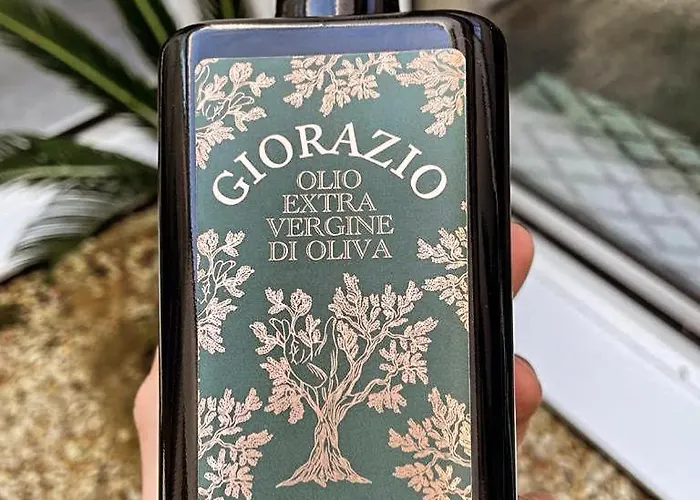 GIORAZIO
OLIO
EXTRA
VERGINE
DI OLIVA